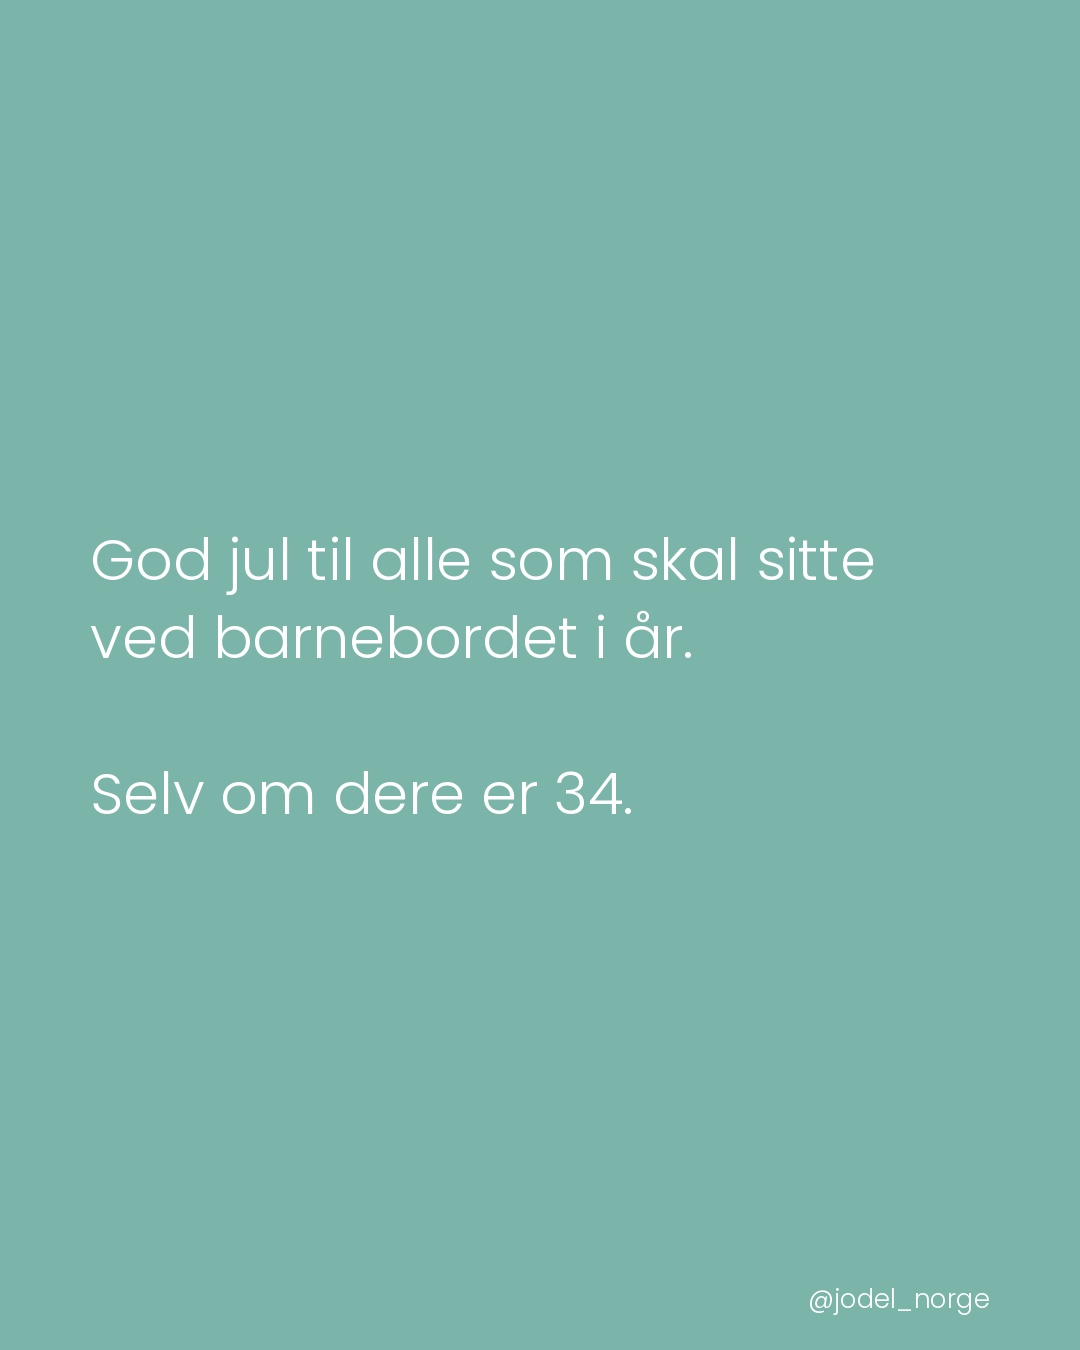 God jul til alle som skal sitte
ved barnebordet i år.
Selv om dere er 34.
@jodel_norge